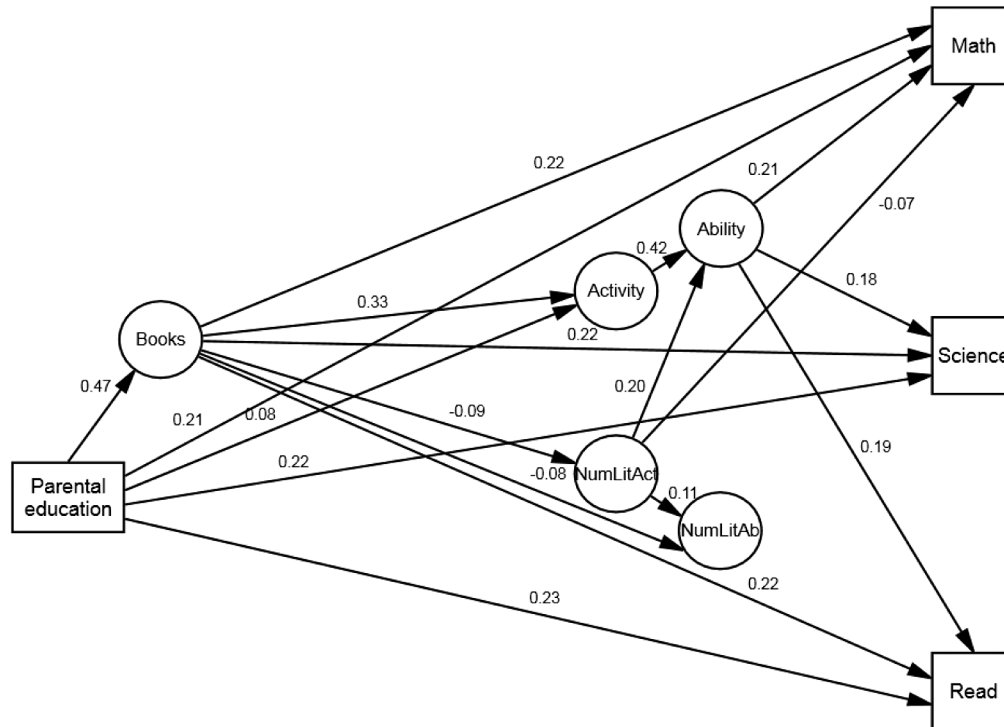 Math
0.22
0.21
-0.07
Ability
0.42
Activity
0.18
0.33
Books
0.22
Science
0.47
0.20
-0.09
0.21
0.08
0.22
-0.08
NumLitAct
0.11
0.19
Parental
education
NumLitAb
0.22
0.23
Read